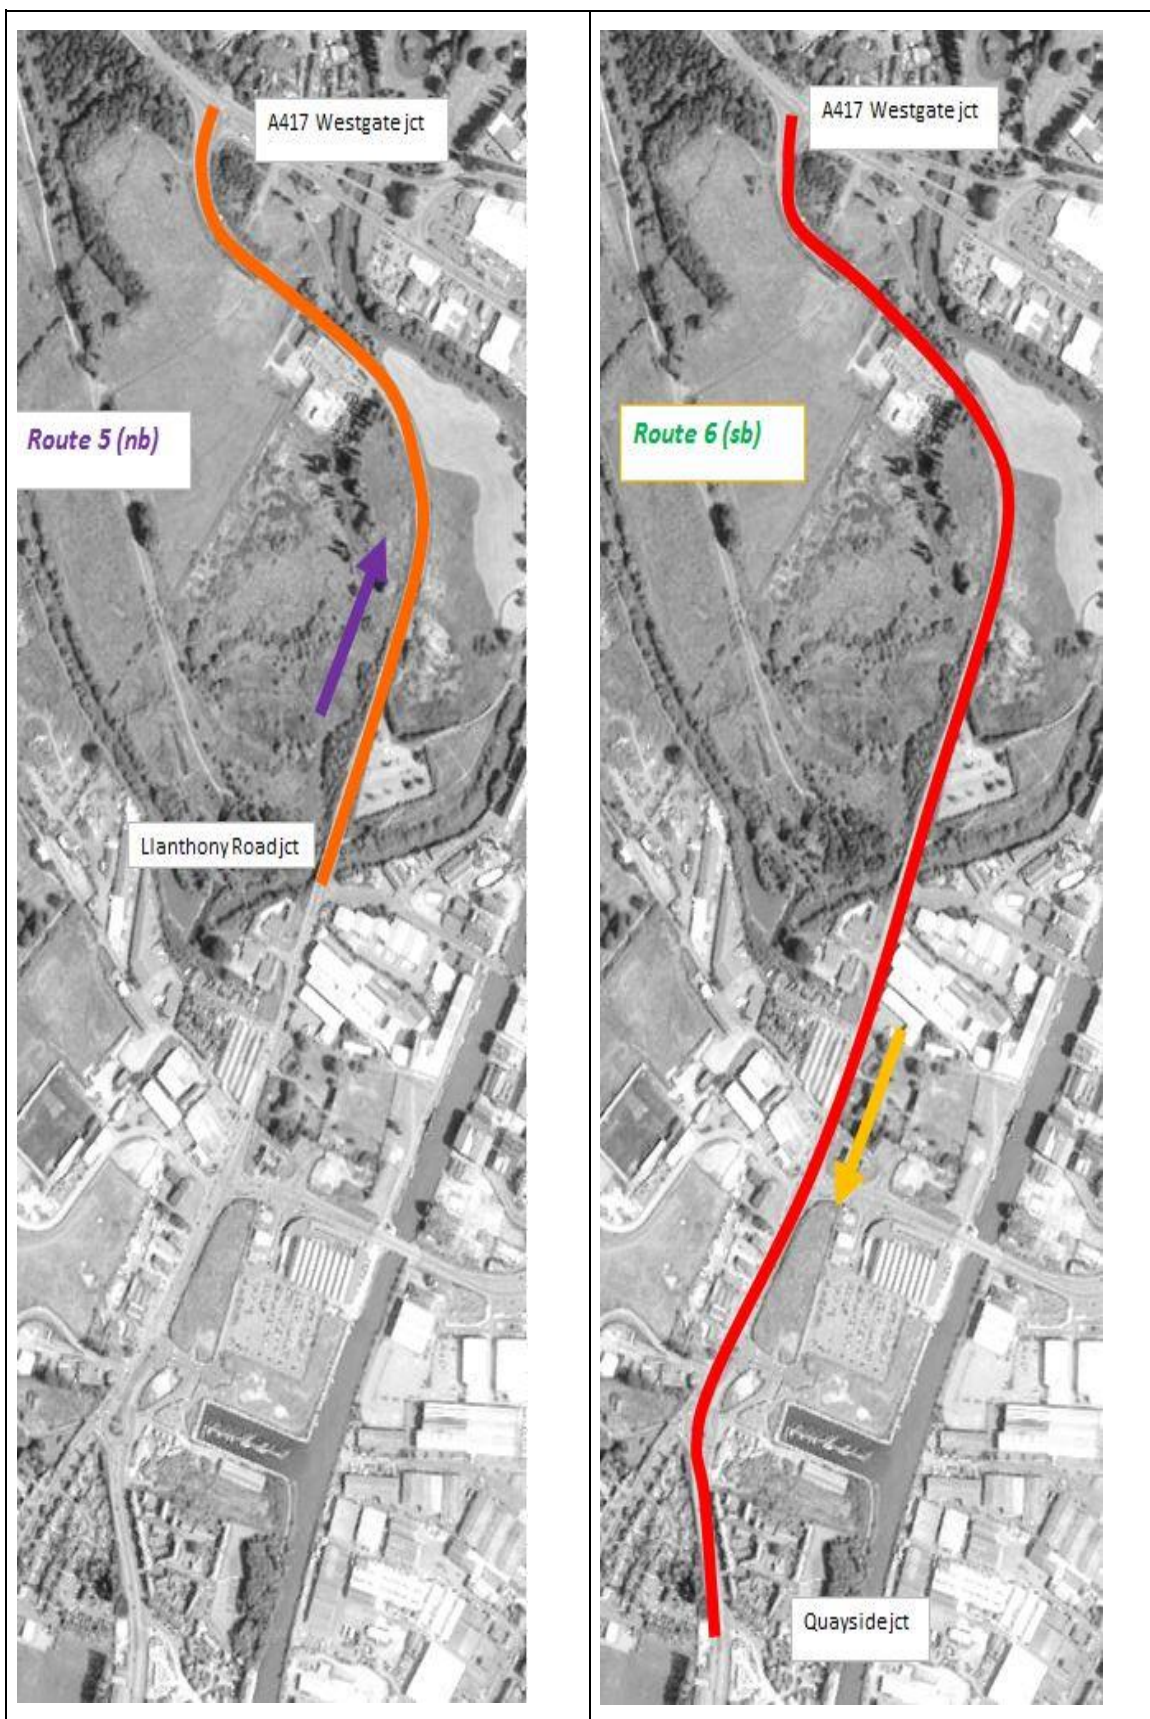 A417 Westgate jct
Route 5 (nb)
Llanthony Road jct
A417 Westgate jct
Route 6 (sb)
Quayside jct